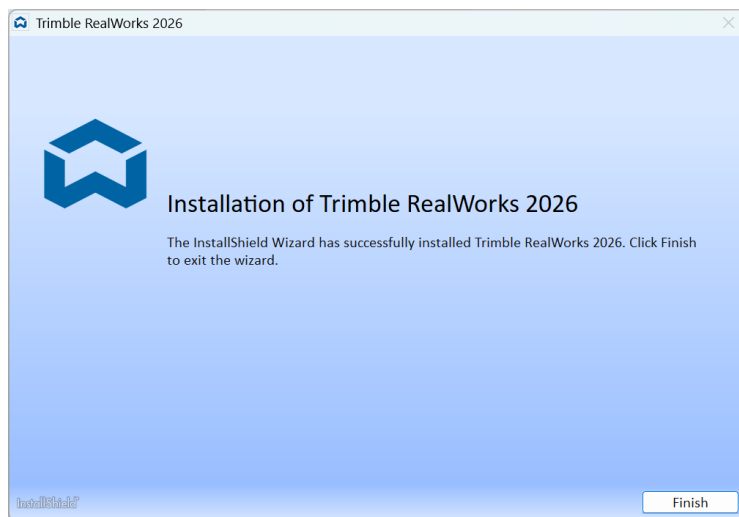 Trimble RealWorks 2026
Installation of Trimble RealWorks 2026
The InstallShield Wizard has successfully installed Trimble RealWorks 2026. Click Finish
to exit the wizard.
InstallShield
Finish